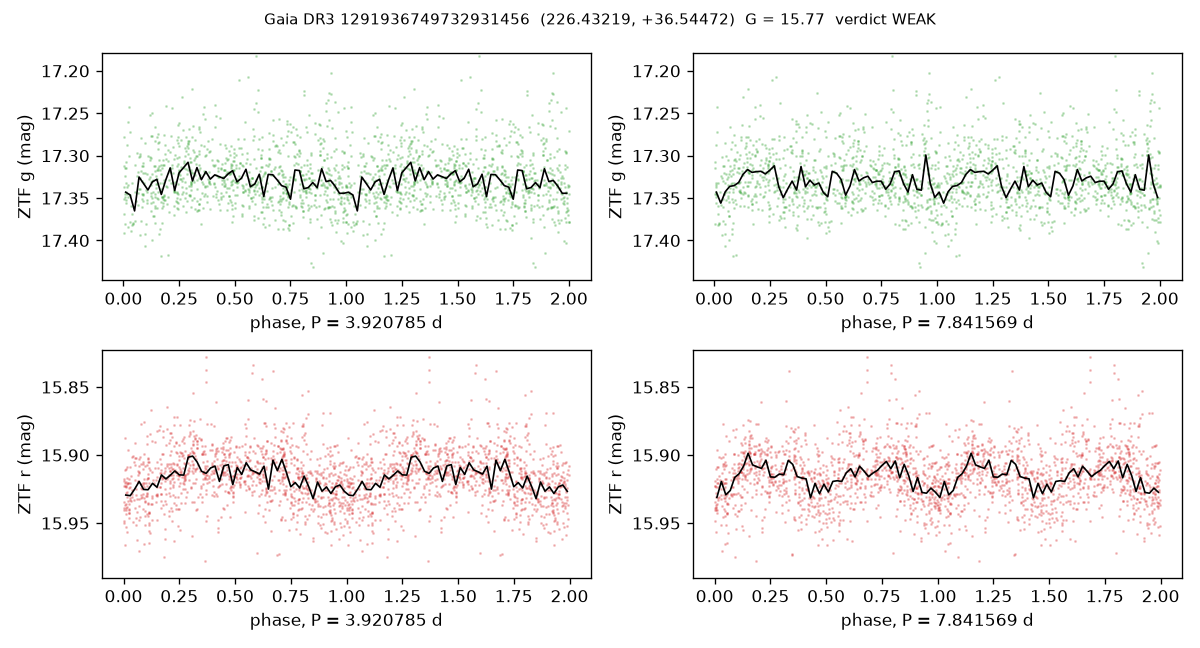 Gaia DR3 1291936749732931456 (226.43219, +36.54472) G = 15.77 verdict WEAK
ZTF g (mag)
17.20
17.25
17.30
17.35
17.40
0.00 0.25 0.50 0.75 1.00 1.25 1.50 1.75 2.00
phase, P = 3.920785 d
ZTF g (mag)
17.20
17.25
17.30
17.35
17.40
0.00 0.25 0.50 0.75 1.00 1.25 1.50 1.75 2.00
phase, P = 7.841569 d
ZTF r (mag)
15.85
15.90
15.95
0.00 0.25 0.50 0.75 1.00 1.25 1.50 1.75 2.00
phase, P = 3.920785 d
ZTF r (mag)
15.85
15.90
15.95
0.00 0.25 0.50 0.75 1.00 1.25 1.50 1.75 2.00
phase, P = 7.841569 d